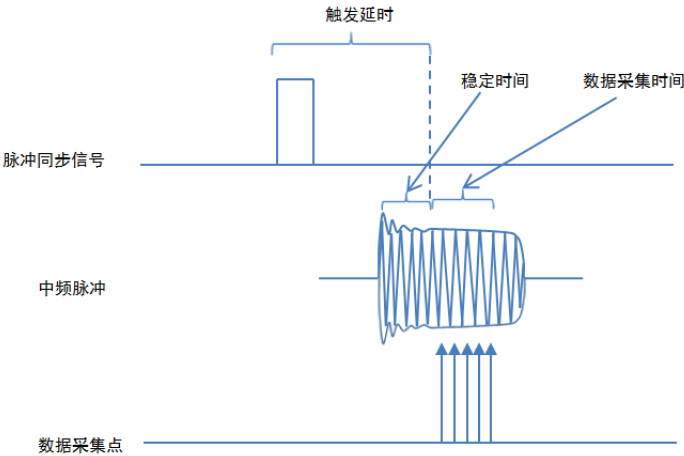 触发延时
稳定时间
数据采集时间
脉冲同步信号
中频脉冲
数据采集点